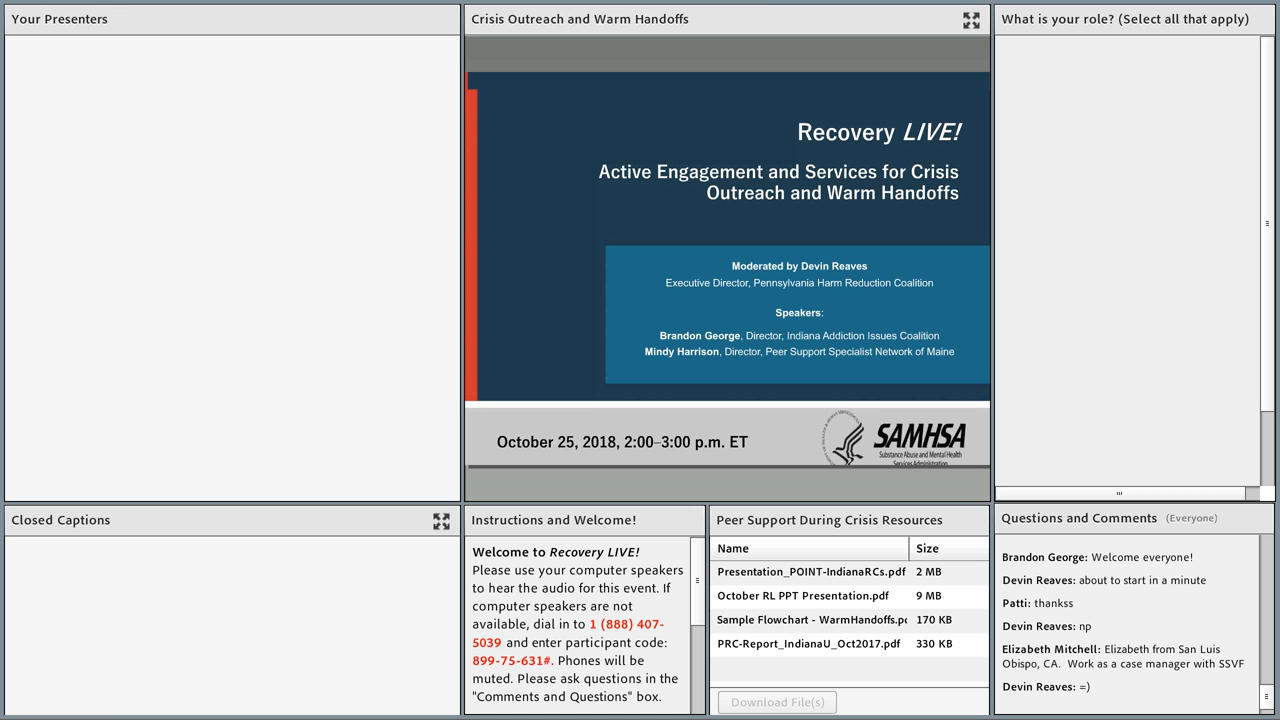 Your Presenters
Crisis Outreach and Warm Handoffs
What is your role? (Select all that apply)
Recovery LIVE!
Active Engagement and Services for Crisis
Outreach and Warm Handoffs
Moderated by Devin Reaves
Executive Director, Pennsylvania Harm Reduction Coalition
Speakers:
Brandon George, Director, Indiana Addiction Issues Coalition
Mindy Harrison, Director, Peer Support Specialist Network of Maine
October 25, 2018, 2:00–3:00 p.m. ET
SAMHSA
Substance Abuse and Mental Health
Services Administration
Closed Captions
Instructions and Welcome!
Welcome to Recovery LIVE!
Please use your computer speakers
to hear the audio for this event. If
computer speakers are not
available, dial in to 1 (888) 407-
5039 and enter participant code:
899-75-631#. Phones will be
muted. Please ask questions in the
"Comments and Questions" box.
Peer Support During Crisis Resources
Name Size
Presentation_POINT-IndianaRCs.pdf 2 MB
October RL PPT Presentation.pdf 9 MB
Sample Flowchart - WarmHandoffs.pc 170 KB
PRC-Report_IndianaU_Oct2017.pdf 330 KB
Download File(s)
Questions and Comments (Everyone)
Brandon George: Welcome everyone!
Devin Reaves: about to start in a minute
Patti: thankss
Devin Reaves: np
Elizabeth Mitchell: Elizabeth from San Luis
Obispo, CA. Work as a case manager with SSVF
Devin Reaves: =)